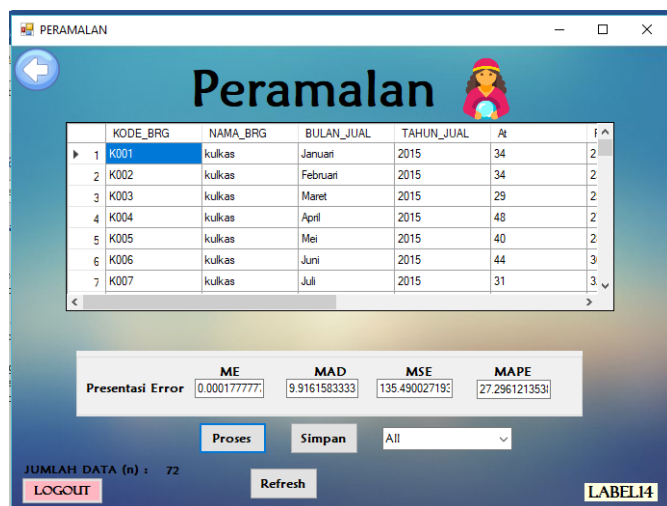 PERAMALAN
Peramalan
KODE_BRG NAMA_BRG BULAN_JUAL TAHUN_JUAL At
1 K001 kulkas Januari 2015 34
2 K002 kulkas Februari 2015 34
3 K003 kulkas Maret 2015 29
4 K004 kulkas April 2015 48
5 K005 kulkas Mei 2015 40
6 K006 kulkas Juni 2015 44
7 K007 kulkas Juli 2015 31
ME MAD MSE MAPE
Presentasi Error 0.000177777 9.9161583333 135.49002719 27.296121353
Proses Simpan All
JUMLAH DATA (n) : 72
LOGOUT Refresh LABEL14